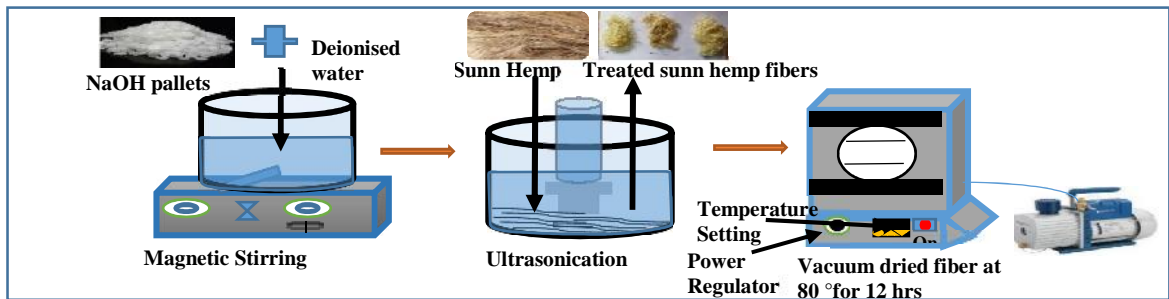 NaOH pallets
Deionised
water
Magnetic Stirring
Sunn Hemp
Treated sunn hemp fibers
Ultrasonication
Temperature
Setting
Power
Regulator
On
Vacuum dried fiber at
80 °for 12 hrs